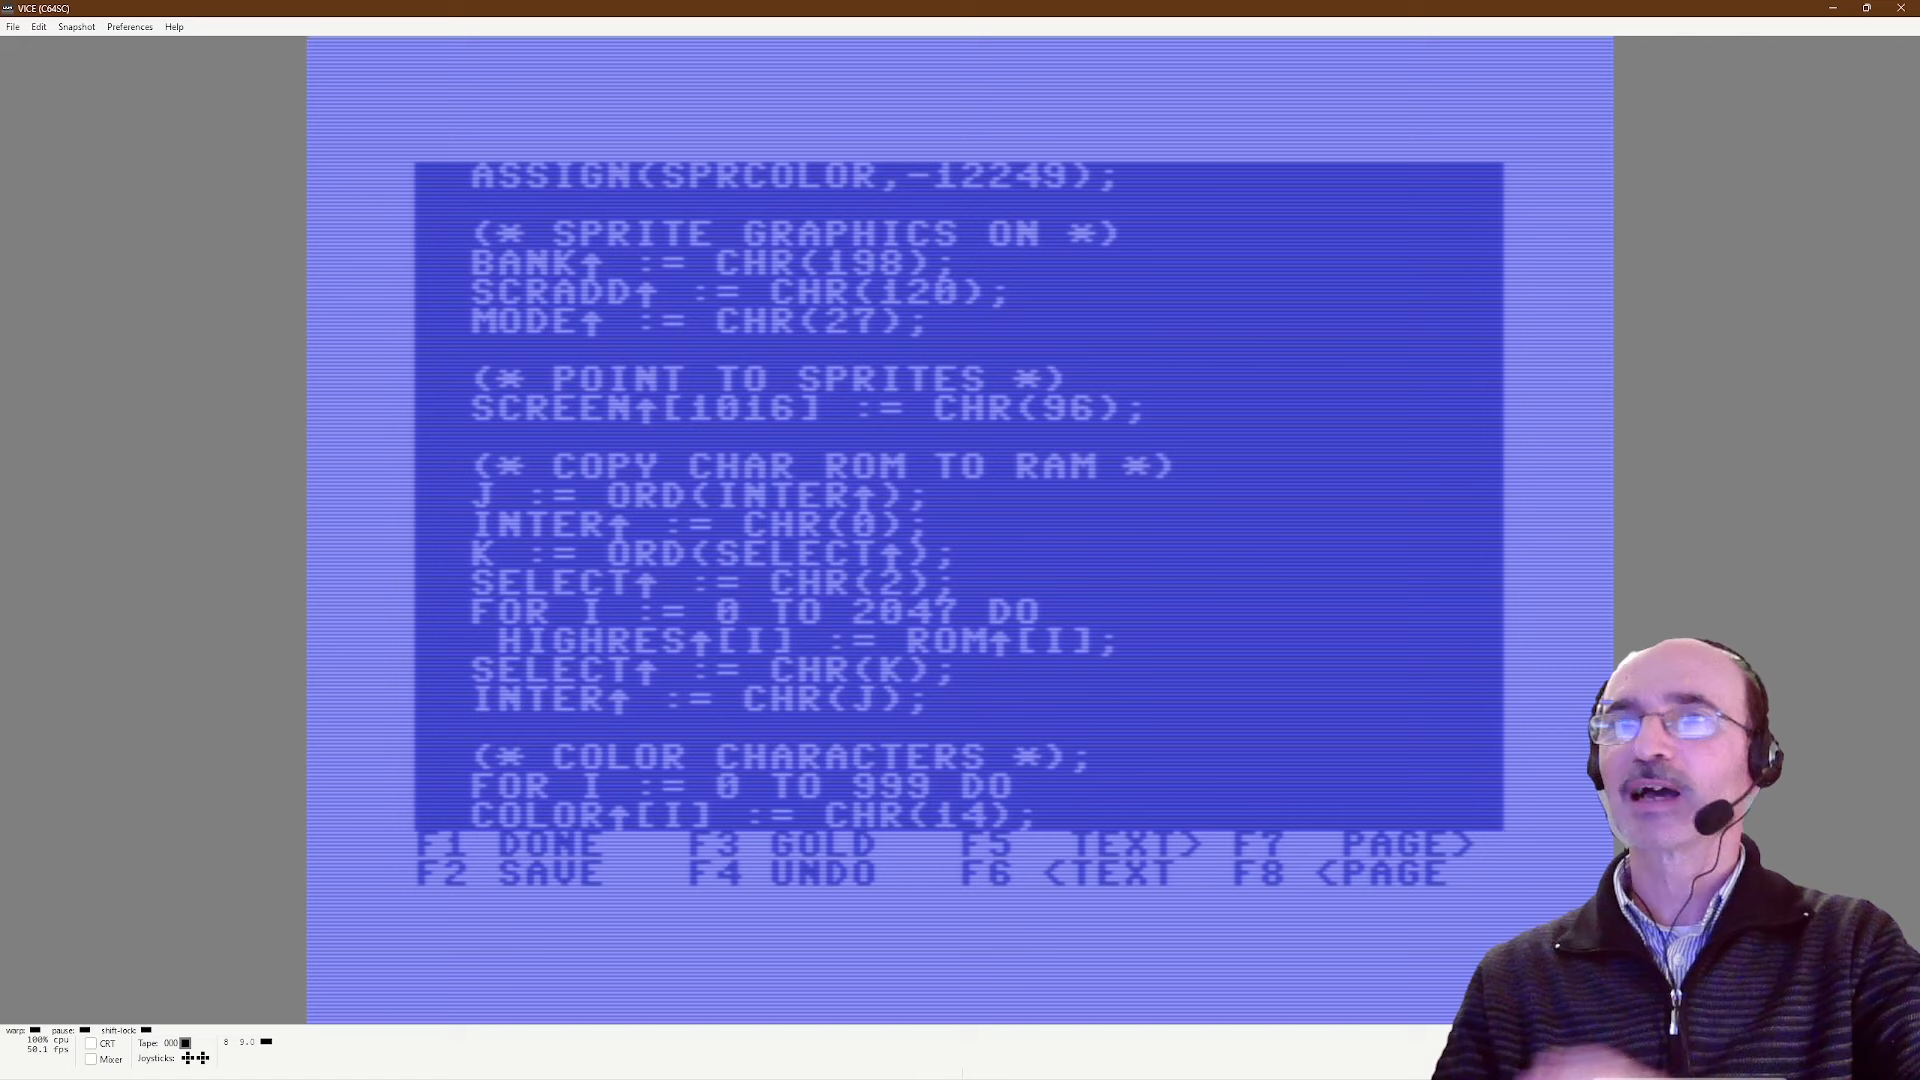 VICE (C64SC)
File Edit Snapshot Preferences Help
ASSIGN(SPRCOLOR,-12249);
(* SPRITE GRAPHICS ON *)
BANK↑ := CHR(198);
SCRADD↑ := CHR(120);
MODE↑ := CHR(27);
(* POINT TO SPRITES *)
SCREEN↑[1016] := CHR(96);
(* COPY CHAR ROM TO RAM *)
J := ORD(INTER↑);
INTER↑ := CHR(0);
K := ORD(SELECT↑);
SELECT↑ := CHR(2);
FOR I := 0 TO 2047 DO
HIGHRES↑[I] := ROM↑[I];
SELECT↑ := CHR(K);
INTER↑ := CHR(J);
(* COLOR CHARACTERS *);
FOR I := 0 TO 999 DO
COLOR↑[I] := CHR(14);
F1 DONE F3 GOLD F5 TEXT> F7 PAGE>
F2 SAVE F4 UNDO F6 <TEXT F8 <PAGE
warp: pause: shift-lock:
100% cpu
50.1 fps
CRT
Mixer
Tape: 000
Joysticks:
8 9.0